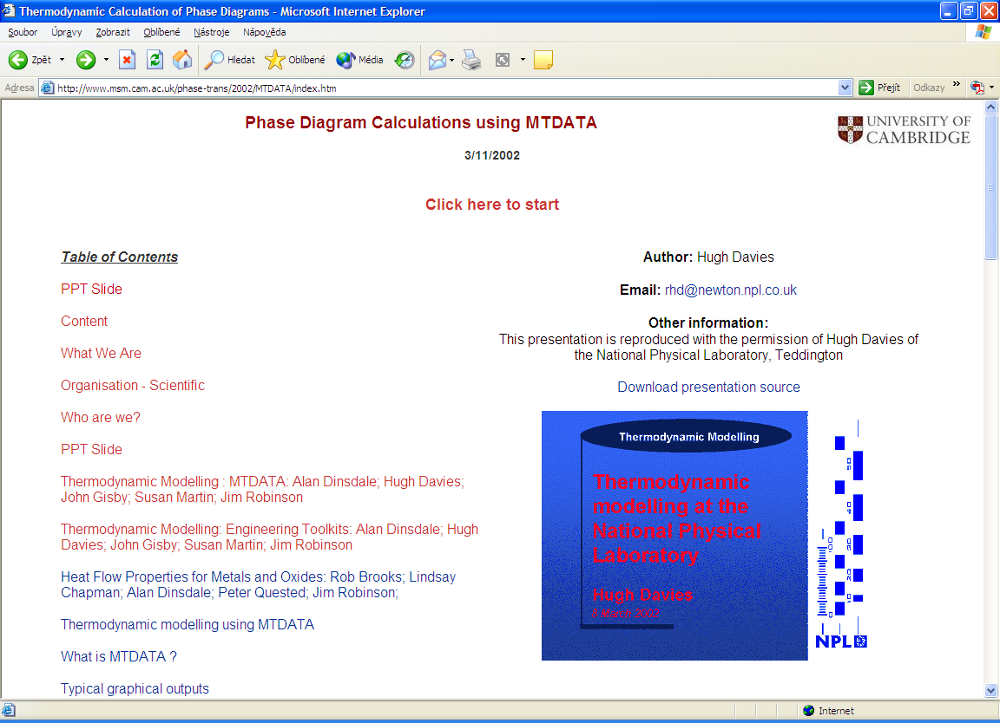 Thermodynamic Calculation of Phase Diagrams - Microsoft Internet Explorer
Soubor Úpravy Zobrazit Oblíbené Nástroje Nápověda
Zpět Hledat Oblíbené Média
Adresa http://www.msm.cam.ac.uk/phase-trans/2002/MTDATA/index.htm Přejít Odkazy »
Phase Diagram Calculations using MTDATA
UNIVERSITY OF
CAMBRIDGE
3/11/2002
Click here to start
Table of Contents
PPT Slide
Content
What We Are
Organisation - Scientific
Who are we?
PPT Slide
Thermodynamic Modelling : MTDATA: Alan Dinsdale; Hugh Davies;
John Gisby; Susan Martin; Jim Robinson
Thermodynamic Modelling: Engineering Toolkits: Alan Dinsdale; Hugh
Davies; John Gisby; Susan Martin; Jim Robinson
Heat Flow Properties for Metals and Oxides: Rob Brooks; Lindsay
Chapman; Alan Dinsdale; Peter Quested; Jim Robinson;
Thermodynamic modelling using MTDATA
What is MTDATA ?
Typical graphical outputs
Author: Hugh Davies
Email: rhd@newton.npl.co.uk
Other information:
This presentation is reproduced with the permission of Hugh Davies of
the National Physical Laboratory, Teddington
Download presentation source
Thermodynamic Modelling
Thermodynamic
modelling at the
National Physical
Laboratory
Hugh Davies
March 2002
50
40
30
20
10
0
100
0
NPL
Internet